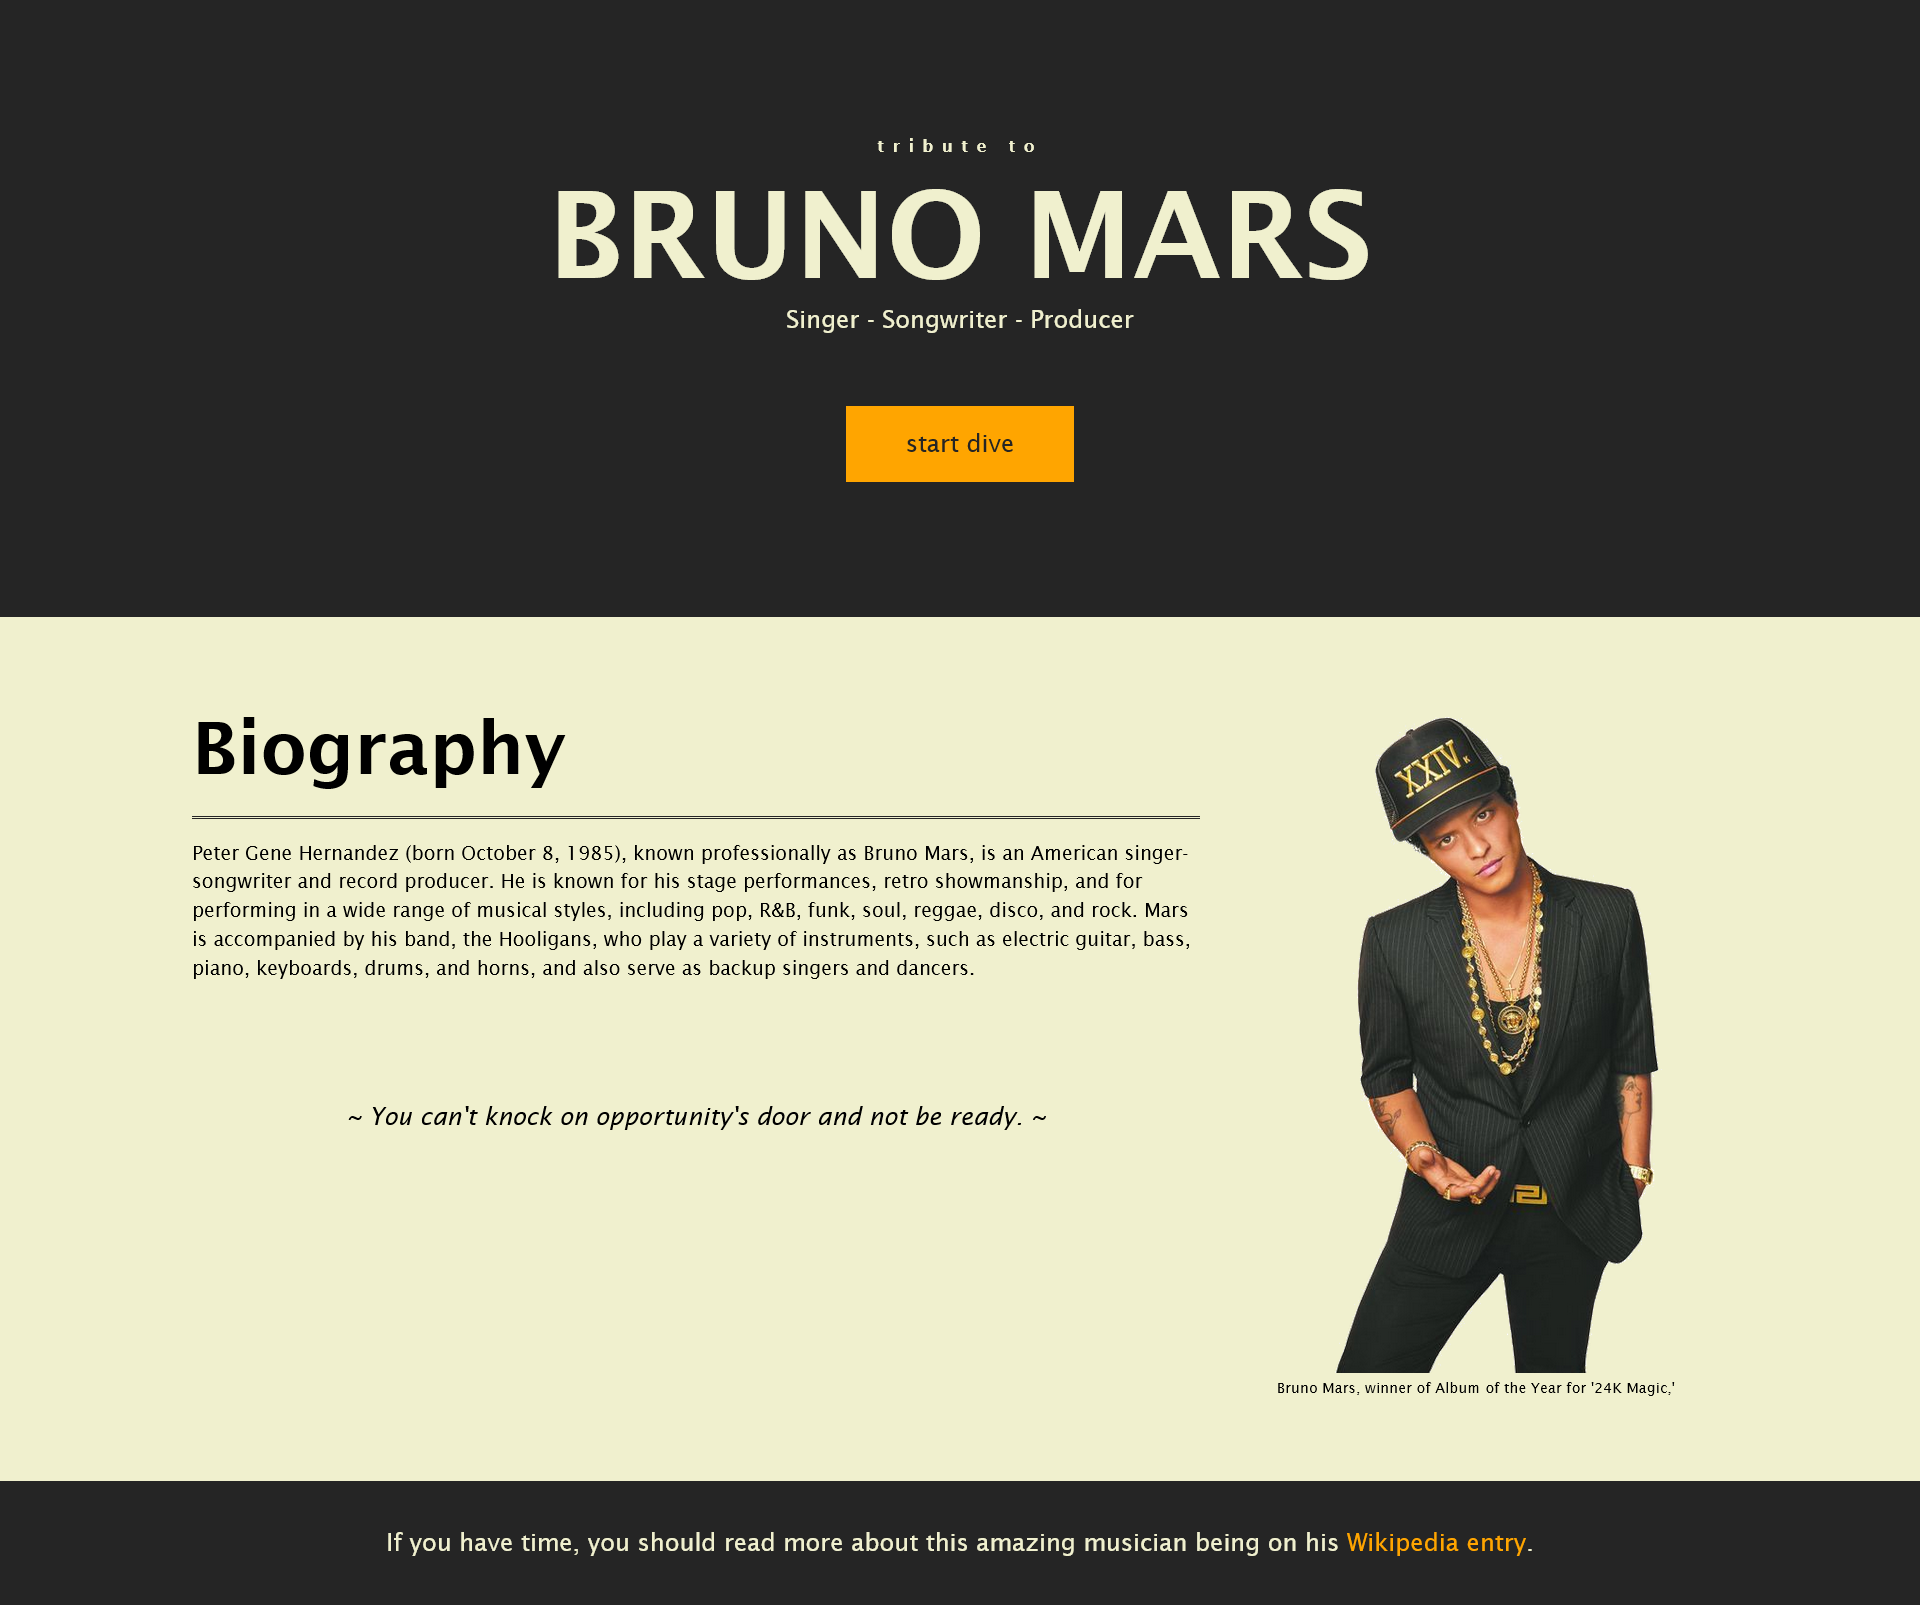 tribute to
BRUNO MARS
Singer - Songwriter - Producer
start dive
Biography
Peter Gene Hernandez (born October 8, 1985), known professionally as Bruno Mars, is an American singer-
songwriter and record producer. He is known for his stage performances, retro showmanship, and for
performing in a wide range of musical styles, including pop, R&B, funk, soul, reggae, disco, and rock. Mars
is accompanied by his band, the Hooligans, who play a variety of instruments, such as electric guitar, bass,
piano, keyboards, drums, and horns, and also serve as backup singers and dancers.
~ You can't knock on opportunity's door and not be ready. ~
XXIV K
Bruno Mars, winner of Album of the Year for '24K Magic,'
If you have time, you should read more about this amazing musician being on his Wikipedia entry.